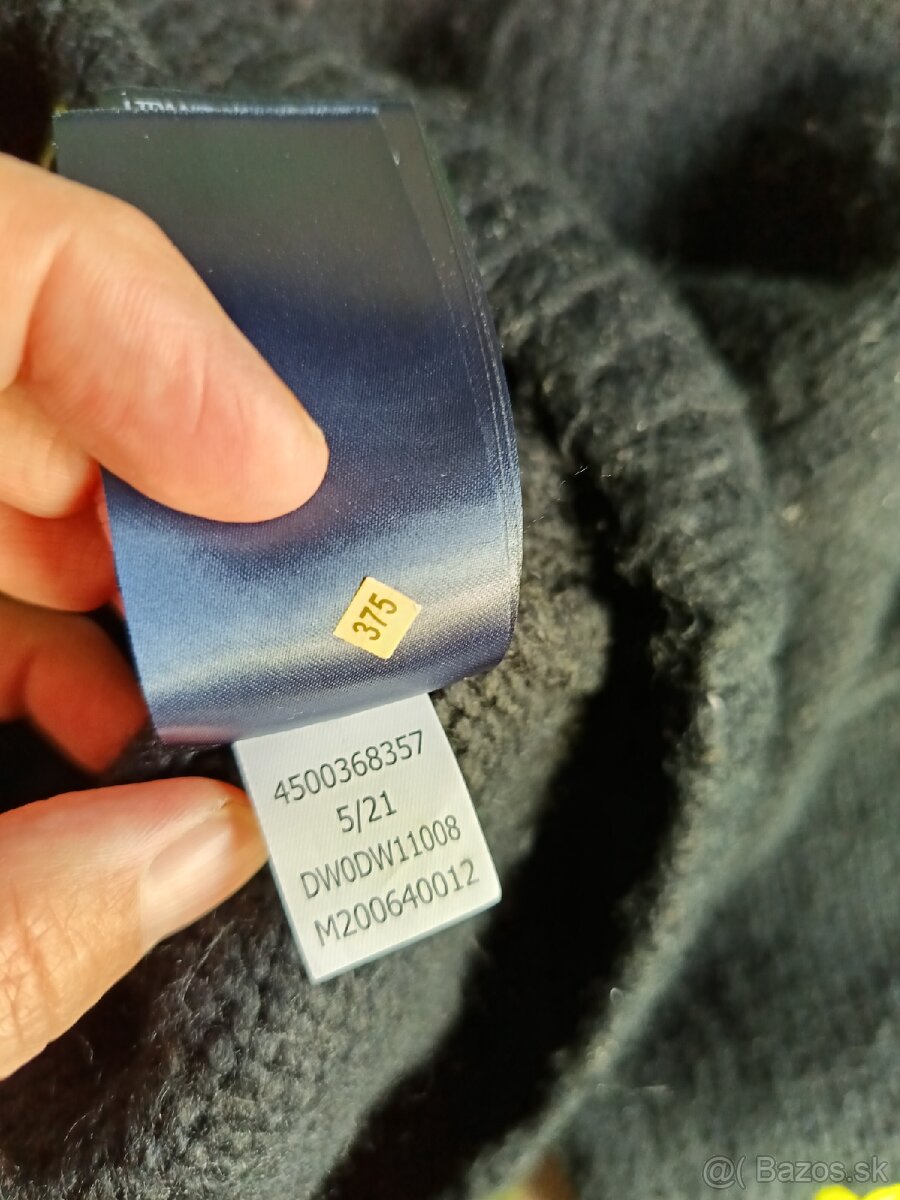 375
4500368357
5/21
DW0DW11008
M200640012
@( Bazos.sk